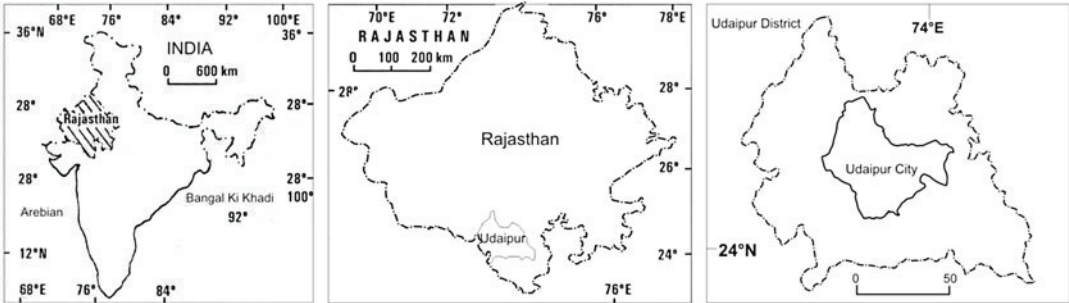 68° 76° 84° 92° 100°E
36°N
INDIA
36°
0 600 km
28°
Rajasthan
28°
28°
28°
Bangal Ki Khadi
100°
92°
Arebian
12°N
12°
68°E 76° 84°
70°E 72° 76° 78°
RAJASTHAN
0 100 200 km
28°
28°
28°
Rajasthan
26°
Udaipur
24°
76°E
Udaipur District
74°E
Udaipur City
24°N
0 50